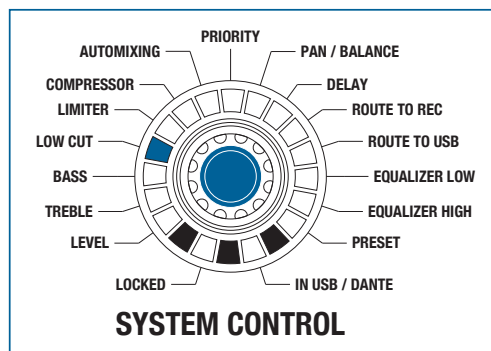 PRIORITY
AUTOMIXING
PAN / BALANCE
COMPRESSOR
DELAY
LIMITER
ROUTE TO REC
LOW CUT
ROUTE TO USB
BASS
EQUALIZER LOW
TREBLE
EQUALIZER HIGH
LEVEL
PRESET
LOCKED
IN USB / DANTE
SYSTEM CONTROL